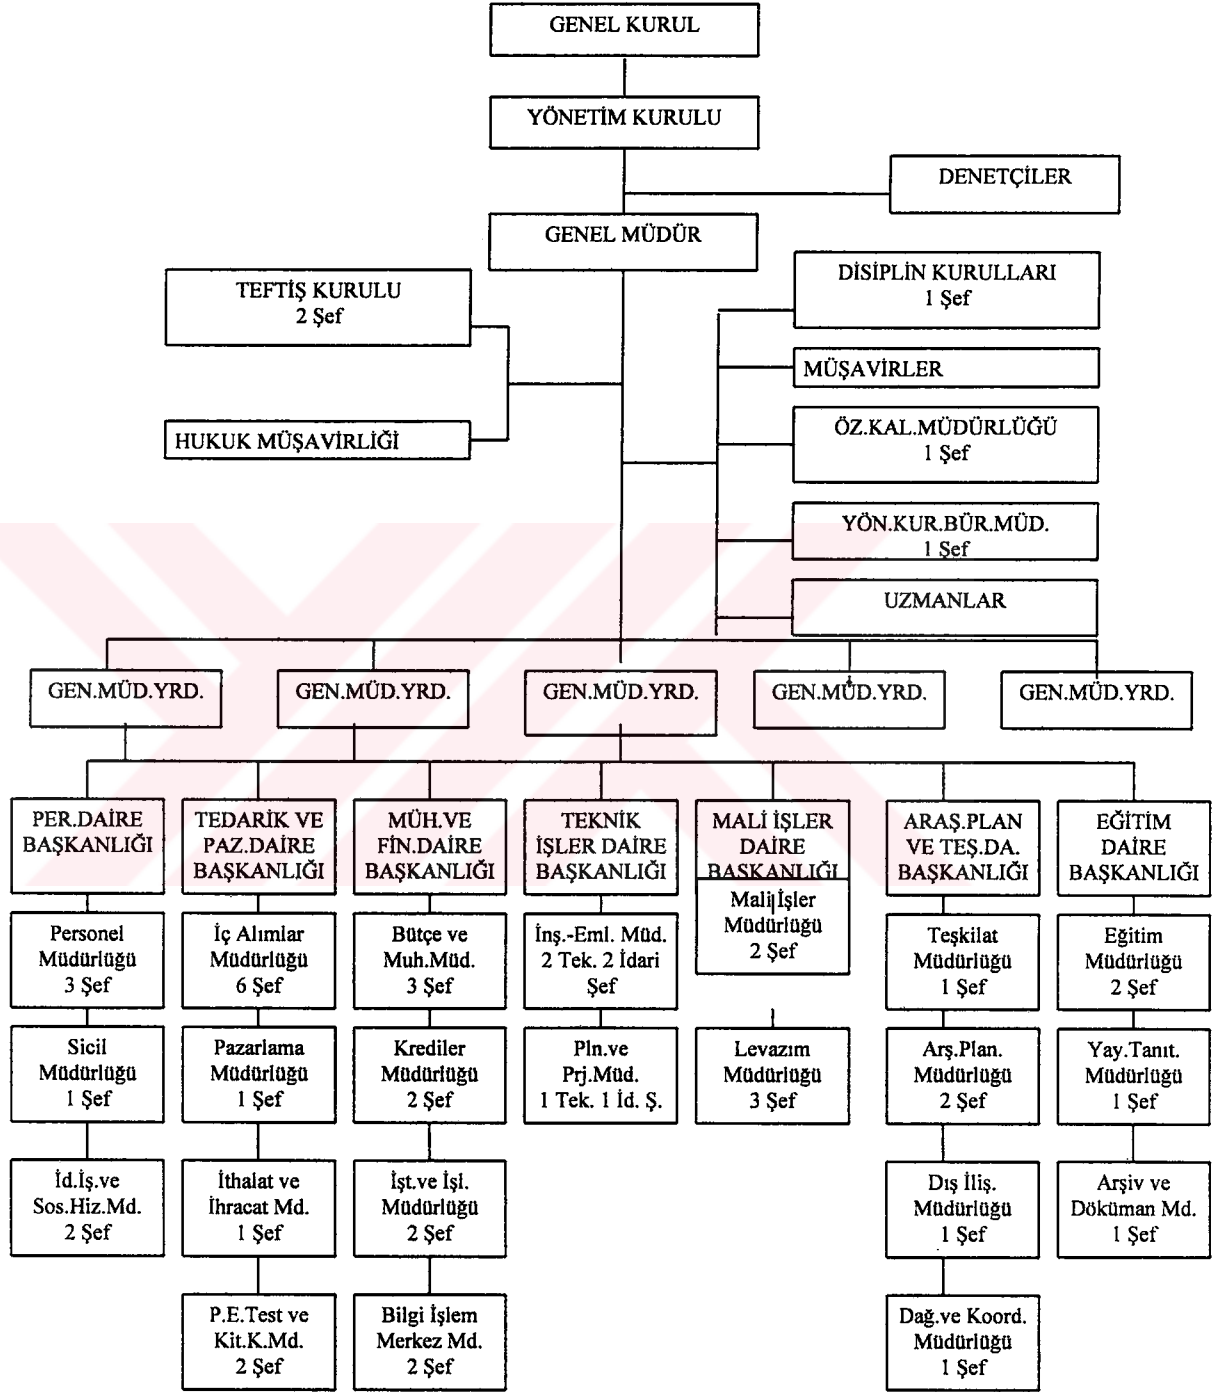 GENEL KURUL
YÖNETİM KURULU
DENETÇİLER
GENEL MÜDÜR
TEFTİŞ KURULU
2 Şef
DİSİPLİN KURULLARI
1 Şef
MÜŞAVİRLER
HUKUK MÜŞAVİRLİĞİ
ÖZ.KAL.MÜDÜRLÜĞÜ
1 Şef
YÖN.KUR.BÜR.MÜD.
1 Şef
UZMANLAR
GEN.MÜD.YRD.
GEN.MÜD.YRD.
GEN.MÜD.YRD.
GEN.MÜD.YRD.
GEN.MÜD.YRD.
PER.DAİRE
BAŞKANLIĞI
TEDARİK VE
PAZ.DAİRE
BAŞKANLIĞI
MÜH.VE
FİN.DAİRE
BAŞKANLIĞI
TEKNİK
İŞLER DAİRE
BAŞKANLIĞI
MALİ İŞLER
DAİRE
BAŞKANLIĞI
ARAŞ.PLAN
VE TEŞ.DA.
BAŞKANLIĞI
EĞİTİM
DAİRE
BAŞKANLIĞI
Personel
Müdürlüğü
3 Şef
İç Alımlar
Müdürlüğü
6 Şef
Bütçe ve
Muh.Müd.
3 Şef
İnş.-Eml. Müd.
2 Tek. 2 İdari
Şef
Mali İşler
Müdürlüğü
2 Şef
Teşkilat
Müdürlüğü
1 Şef
Eğitim
Müdürlüğü
2 Şef
Sicil
Müdürlüğü
1 Şef
Pazarlama
Müdürlüğü
1 Şef
Krediler
Müdürlüğü
2 Şef
Pln.ve
Prj.Müd.
1 Tek. 1 İd. Ş.
Levazım
Müdürlüğü
3 Şef
Arş.Plan.
Müdürlüğü
2 Şef
Yay.Tanıt.
Müdürlüğü
1 Şef
İd.İş.ve
Sos.Hiz.Md.
2 Şef
İthalat ve
İhracat Md.
1 Şef
İşt.ve İşl.
Müdürlüğü
2 Şef
Dış İliş.
Müdürlüğü
1 Şef
Arşiv ve
Döküman Md.
1 Şef
P.E.Test ve
Kit.K.Md.
2 Şef
Bilgi İşlem
Merkez Md.
2 Şef
Dağ.ve Koord.
Müdürlüğü
1 Şef